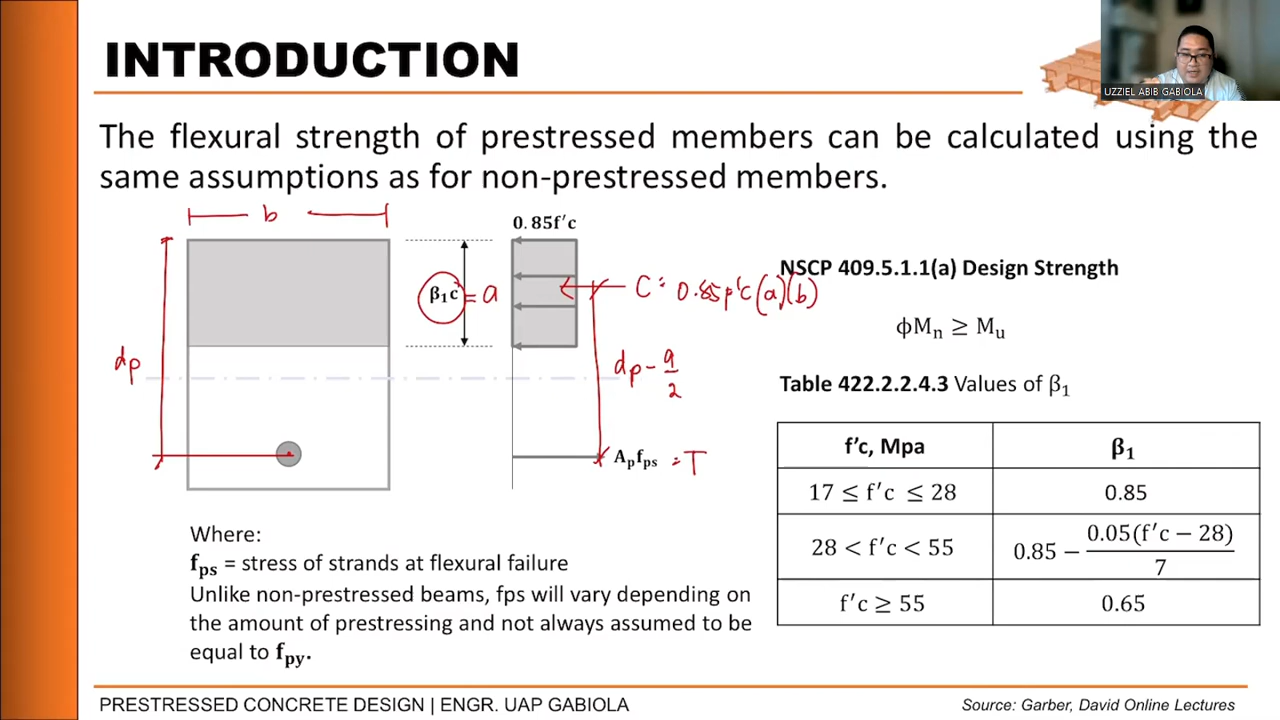 INTRODUCTION
UZZIEL ABIB GABIOLA
The flexural strength of prestressed members can be calculated using the
same assumptions as for non-prestressed members.
b
0.85f'c
dp
β₁c = a
C = 0.85f'c(a)(b)
dp - a/2
Aₚfₚₛ = T
NSCP 409.5.1.1(a) Design Strength
ϕMₙ ≥ Mᵤ
Table 422.2.2.4.3 Values of β₁
f'c, Mpa β₁
17 ≤ f'c ≤ 28 0.85
28 < f'c < 55 0.85 − 0.05(f'c − 28)/7
f'c ≥ 55 0.65
Where:
fₚₛ = stress of strands at flexural failure
Unlike non-prestressed beams, fps will vary depending on
the amount of prestressing and not always assumed to be
equal to fₚᵧ.
PRESTRESSED CONCRETE DESIGN | ENGR. UAP GABIOLA
Source: Garber, David Online Lectures